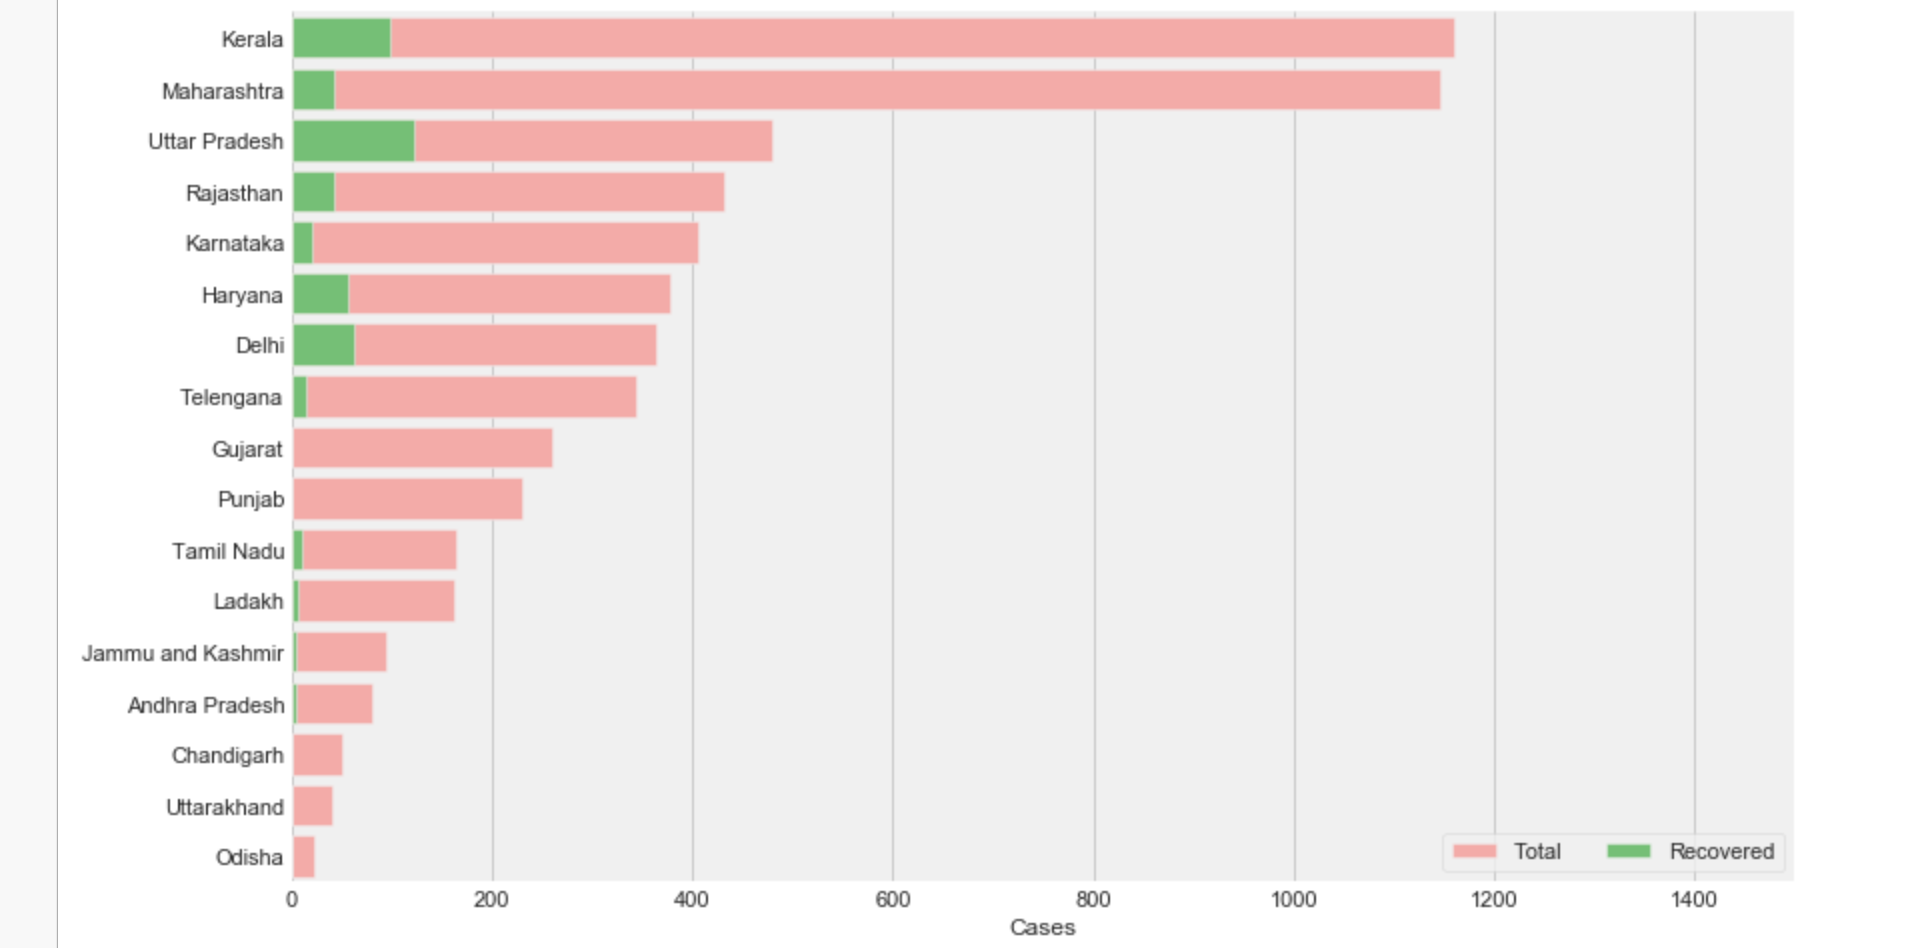 Kerala
Maharashtra
Uttar Pradesh
Rajasthan
Karnataka
Haryana
Delhi
Telengana
Gujarat
Punjab
Tamil Nadu
Ladakh
Jammu and Kashmir
Andhra Pradesh
Chandigarh
Uttarakhand
Odisha
Total Recovered
0 200 400 600 800 1000 1200 1400
Cases